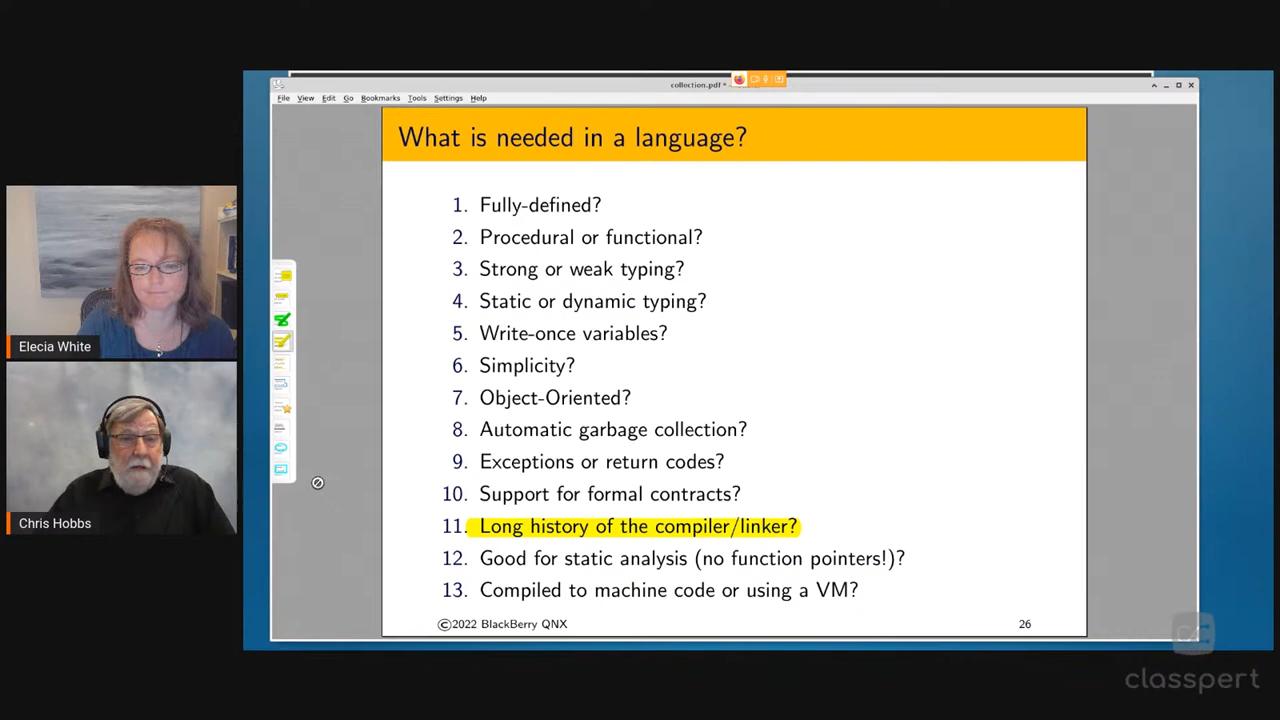 collection.pdf *
File View Edit Go Bookmarks Tools Settings Help
What is needed in a language?
1. Fully-defined?
2. Procedural or functional?
3. Strong or weak typing?
4. Static or dynamic typing?
5. Write-once variables?
6. Simplicity?
7. Object-Oriented?
8. Automatic garbage collection?
9. Exceptions or return codes?
10. Support for formal contracts?
11. Long history of the compiler/linker?
12. Good for static analysis (no function pointers!)?
13. Compiled to machine code or using a VM?
©2022 BlackBerry QNX
26
Elecia White
Chris Hobbs
classpert